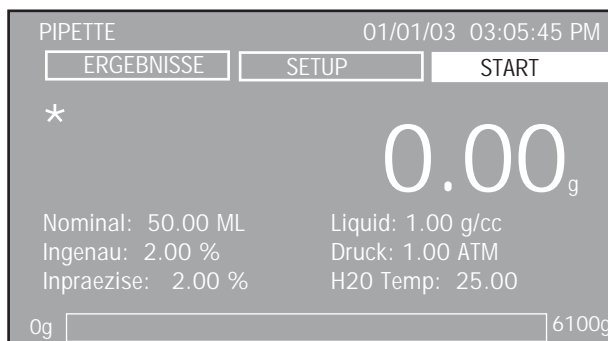 PIPETTE 01/01/03 03:05:45 PM
ERGEBNISSE SETUP START
* 0.00g
Nominal: 50.00 ML Liquid: 1.00 g/cc
Ingenau: 2.00 % Druck: 1.00 ATM
Inpraezise: 2.00 % H20 Temp: 25.00
0g 6100g